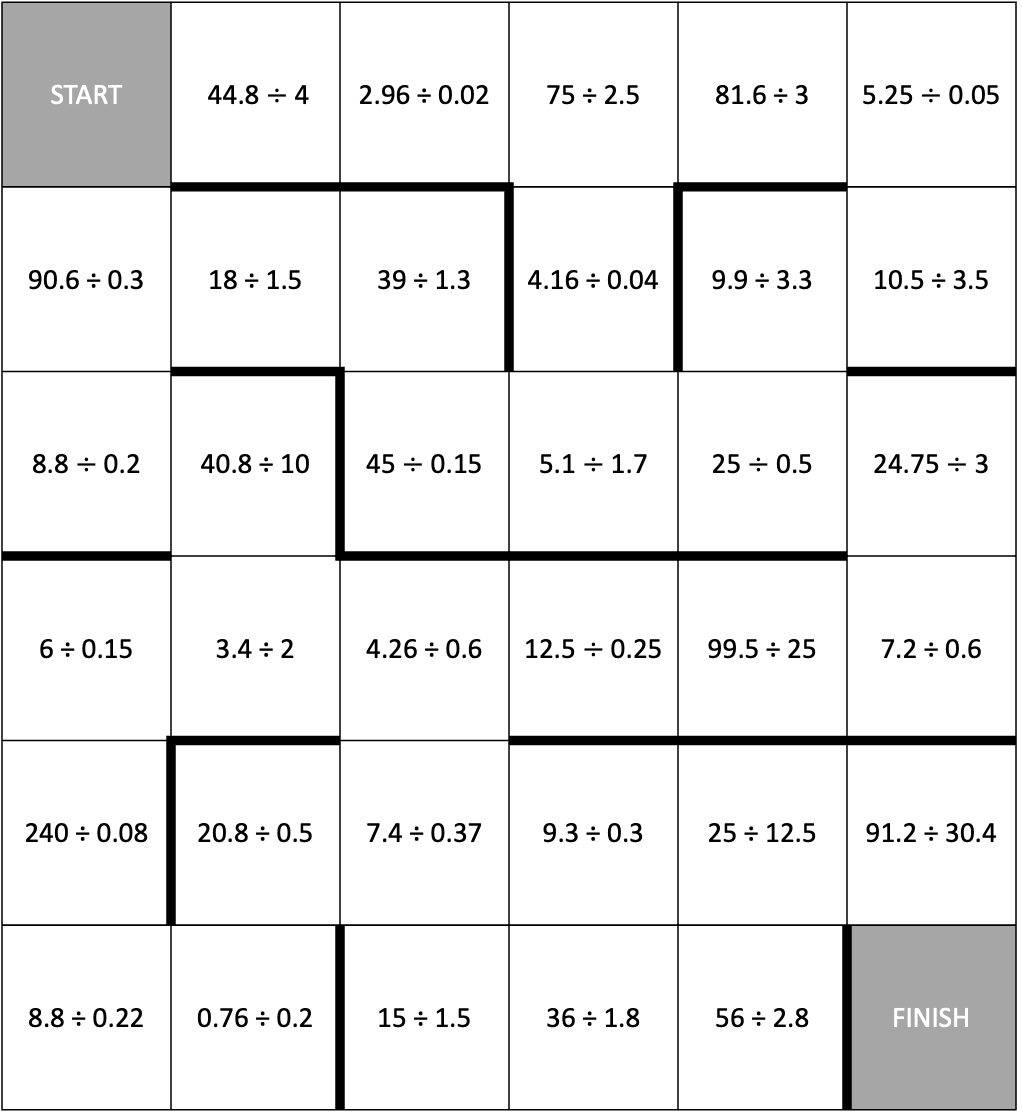 START 44.8 ÷ 4 2.96 ÷ 0.02 75 ÷ 2.5 81.6 ÷ 3 5.25 ÷ 0.05
90.6 ÷ 0.3 18 ÷ 1.5 39 ÷ 1.3 4.16 ÷ 0.04 9.9 ÷ 3.3 10.5 ÷ 3.5
8.8 ÷ 0.2 40.8 ÷ 10 45 ÷ 0.15 5.1 ÷ 1.7 25 ÷ 0.5 24.75 ÷ 3
6 ÷ 0.15 3.4 ÷ 2 4.26 ÷ 0.6 12.5 ÷ 0.25 99.5 ÷ 25 7.2 ÷ 0.6
240 ÷ 0.08 20.8 ÷ 0.5 7.4 ÷ 0.37 9.3 ÷ 0.3 25 ÷ 12.5 91.2 ÷ 30.4
8.8 ÷ 0.22 0.76 ÷ 0.2 15 ÷ 1.5 36 ÷ 1.8 56 ÷ 2.8 FINISH